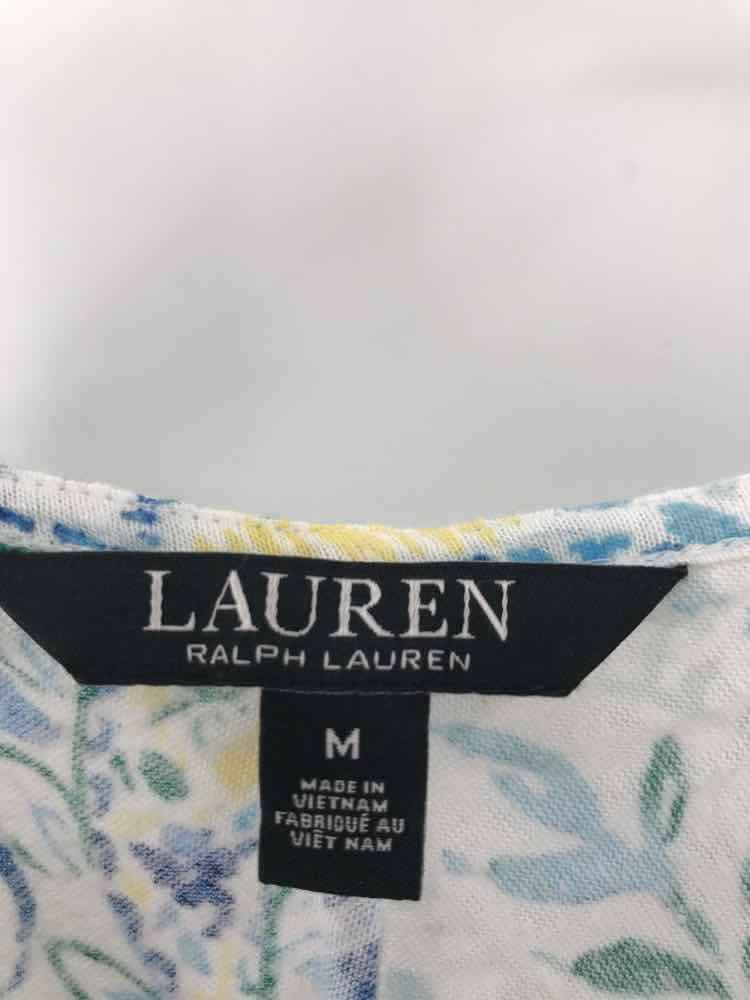 LAUREN
RALPH LAUREN
M
MADE IN
VIETNAM
FABRIQUÉ AU
VIÊT NAM